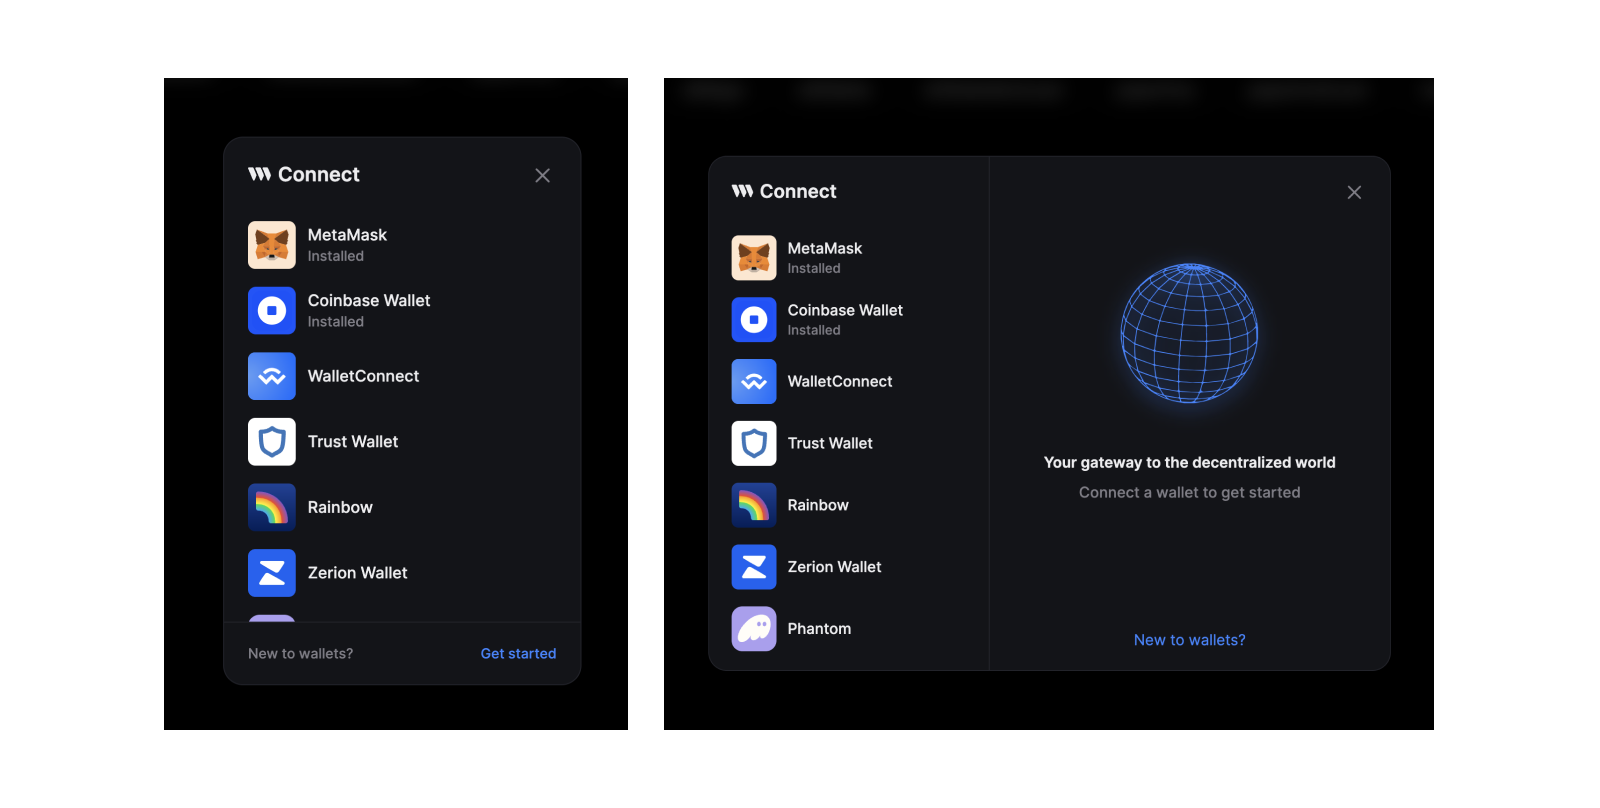 Connect
MetaMask
Installed
Coinbase Wallet
Installed
WalletConnect
Trust Wallet
Rainbow
Zerion Wallet
New to wallets?
Get started
Connect
MetaMask
Installed
Coinbase Wallet
Installed
WalletConnect
Trust Wallet
Rainbow
Zerion Wallet
Phantom
Your gateway to the decentralized world
Connect a wallet to get started
New to wallets?